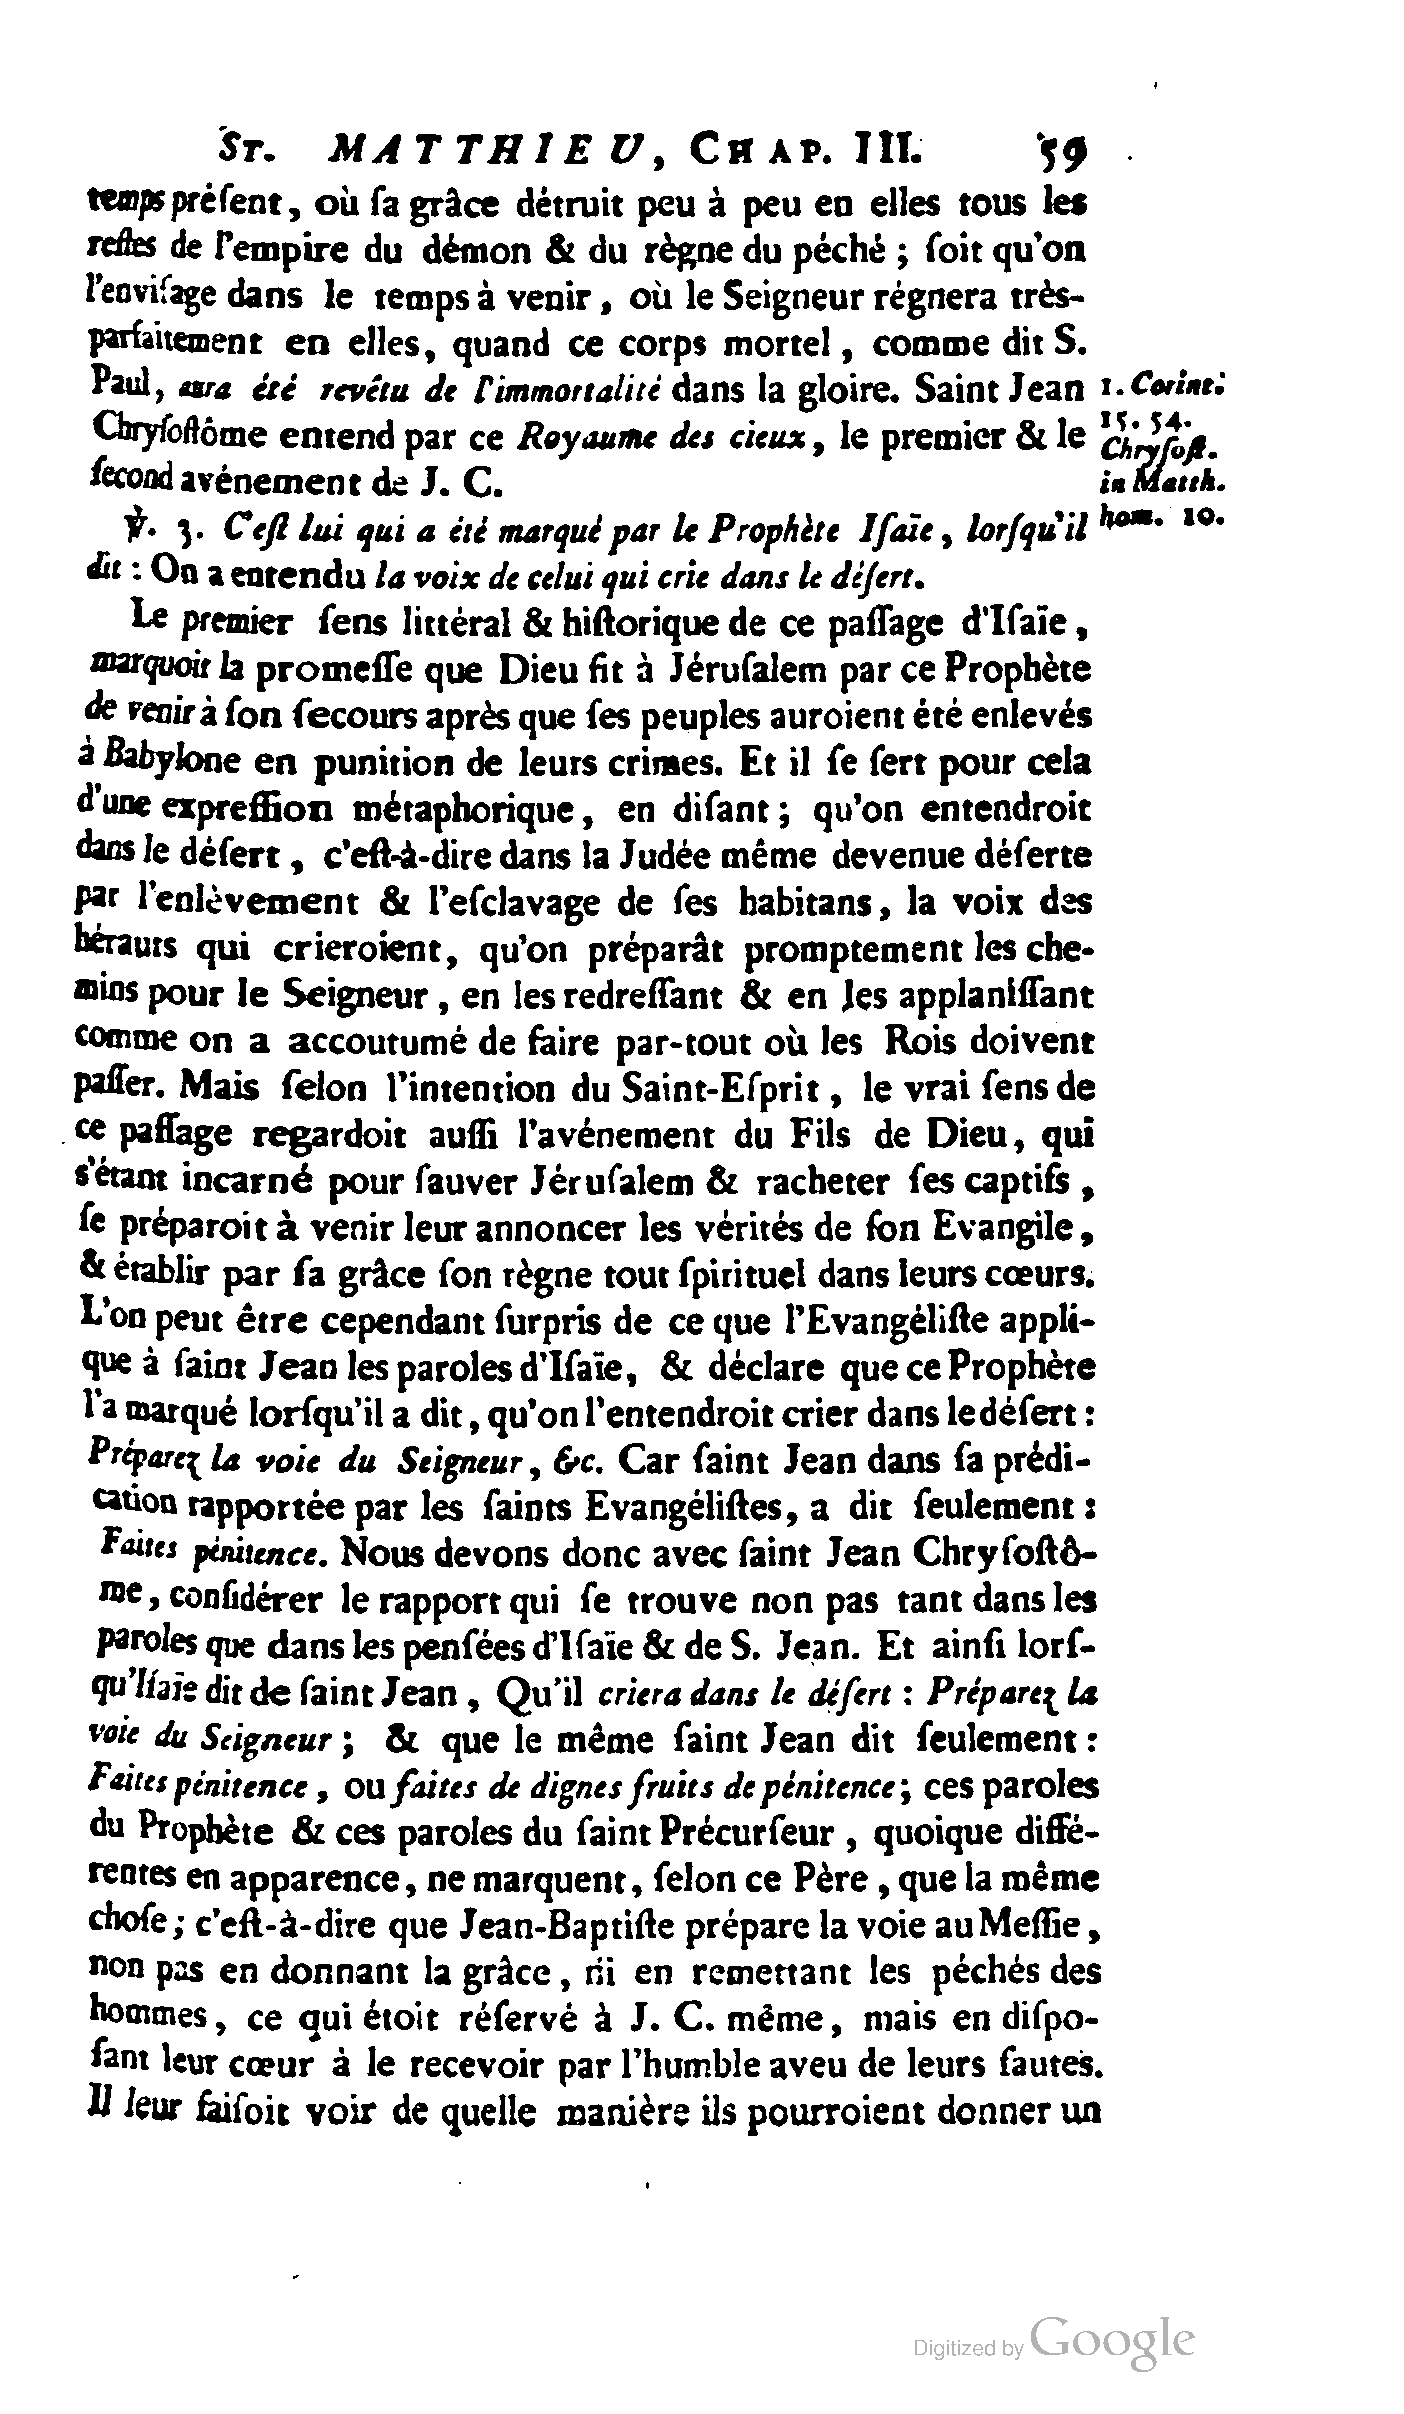 ST. MATTHIEU, CHAP. III. 59
temps préſent, où ſa grâce détruit peu à peu en elles tous les
reſtes de l'empire du démon & du règne du péché ; ſoit qu'on
l'enviſage dans le temps à venir, où le Seigneur régnera très-
parfaitement en elles, quand ce corps mortel, comme dit S.
Paul, aura été revêtu de l'immortalité dans la gloire. Saint Jean
Chryſoſtôme entend par ce Royaume des cieux, le premier & le
ſecond avénement de J. C.
1. Corint.
15. 54.
Chryſoſt.
in Matth.
hom. 10.
℣. 3. C'eſt lui qui a été marqué par le Prophète Iſaïe, lorſqu'il
dit : On a entendu la voix de celui qui crie dans le déſert.
Le premier ſens littéral & hiſtorique de ce paſſage d'Iſaïe,
marquoit la promeſſe que Dieu fit à Jéruſalem par ce Prophète
de venir à ſon ſecours après que ſes peuples auroient été enlevés
à Babylone en punition de leurs crimes. Et il ſe ſert pour cela
d'une expreſſion métaphorique, en diſant ; qu'on entendroit
dans le déſert, c'eſt-à-dire dans la Judée même devenue déſerte
par l'enlèvement & l'eſclavage de ſes habitans, la voix des
hérauts qui crieroient, qu'on préparât promptement les che-
mins pour le Seigneur, en les redreſſant & en les applaniſſant
comme on a accoutumé de faire par-tout où les Rois doivent
paſſer. Mais ſelon l'intention du Saint-Eſprit, le vrai ſens de
ce paſſage regardoit auſſi l'avénement du Fils de Dieu, qui
s'étant incarné pour ſauver Jéruſalem & racheter ſes captifs,
ſe préparoit à venir leur annoncer les vérités de ſon Evangile,
& établir par ſa grâce ſon règne tout ſpirituel dans leurs cœurs.
L'on peut être cependant ſurpris de ce que l'Evangéliſte appli-
que à ſaint Jean les paroles d'Iſaïe, & déclare que ce Prophète
l'a marqué lorſqu'il a dit, qu'on l'entendroit crier dans le déſert :
Préparez la voie du Seigneur, &c. Car ſaint Jean dans ſa prédi-
cation rapportée par les ſaints Evangéliſtes, a dit ſeulement :
Faites pénitence. Nous devons donc avec ſaint Jean Chryſoſtô-
me, conſidérer le rapport qui ſe trouve non pas tant dans les
paroles que dans les penſées d'Iſaïe & de S. Jean. Et ainſi lorſ-
qu'Iſaïe dit de ſaint Jean, Qu'il criera dans le déſert : Préparez la
voie du Seigneur ; & que le même ſaint Jean dit ſeulement :
Faites pénitence, ou faites de dignes fruits de pénitence ; ces paroles
du Prophète & ces paroles du ſaint Précurſeur, quoique diffé-
rentes en apparence, ne marquent, ſelon ce Père, que la même
choſe ; c'eſt-à-dire que Jean-Baptiſte prépare la voie au Meſſie,
non pas en donnant la grâce, ni en remettant les péchés des
hommes, ce qui étoit réſervé à J. C. même, mais en diſpo-
ſant leur cœur à le recevoir par l'humble aveu de leurs fautes.
Il leur faiſoit voir de quelle manière ils pourroient donner un
Digitized by Google